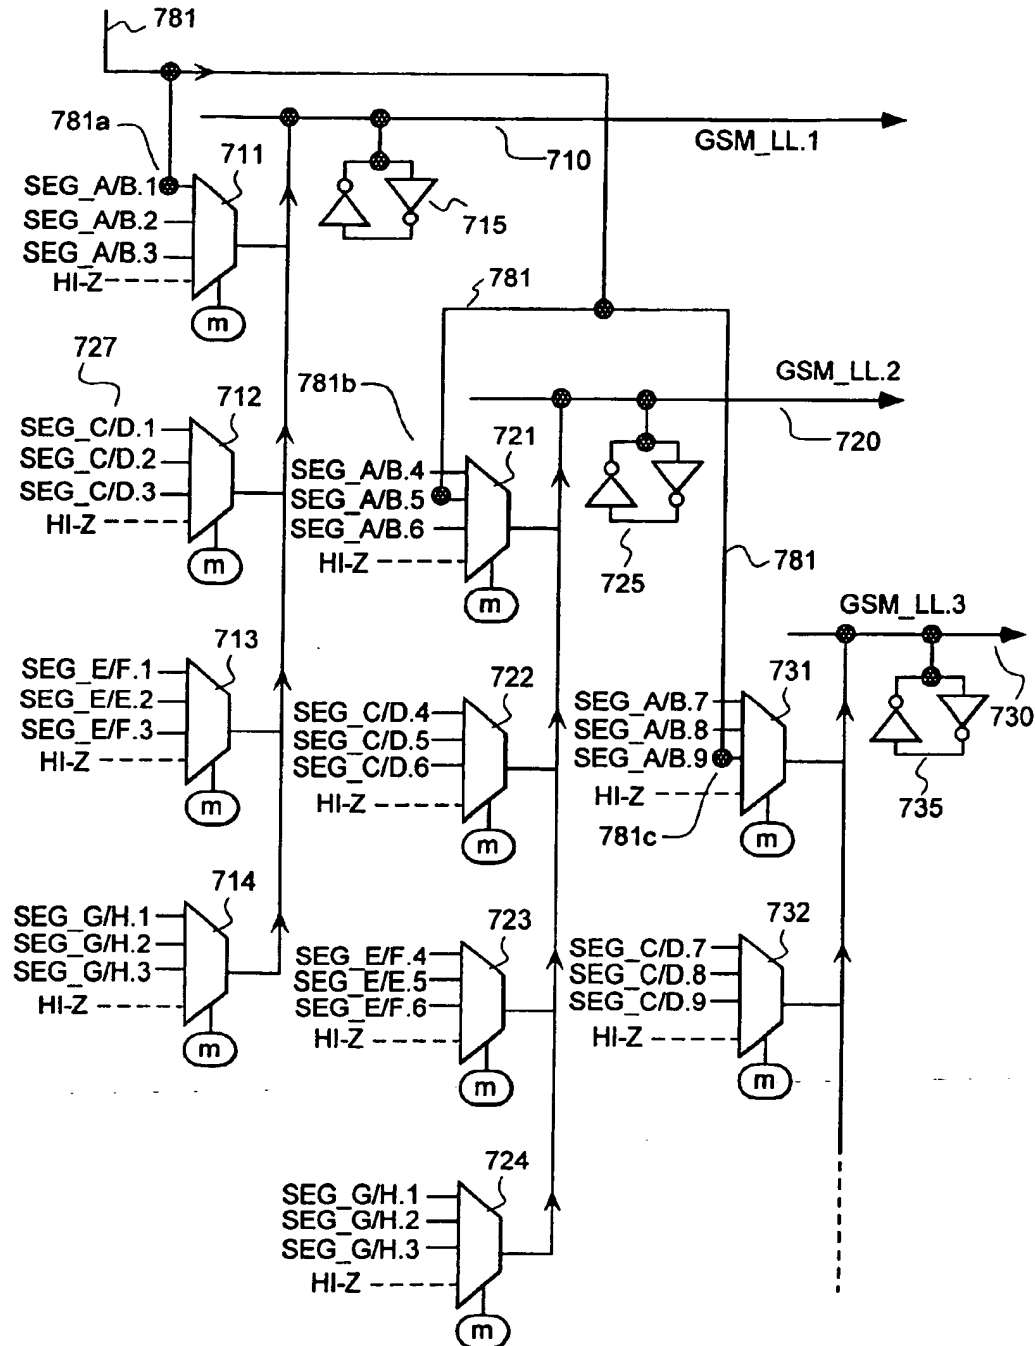 781
781a
711
SEG_A/B.1
SEG_A/B.2
SEG_A/B.3
HI-Z
m
710
GSM_LL.1
715
727
712
SEG_C/D.1
SEG_C/D.2
SEG_C/D.3
HI-Z
m
713
SEG_E/F.1
SEG_E/E.2
SEG_E/F.3
HI-Z
m
714
SEG_G/H.1
SEG_G/H.2
SEG_G/H.3
HI-Z
m
781
781b
721
SEG_A/B.4
SEG_A/B.5
SEG_A/B.6
HI-Z
m
GSM_LL.2
720
725
722
SEG_C/D.4
SEG_C/D.5
SEG_C/D.6
HI-Z
m
723
SEG_E/F.4
SEG_E/E.5
SEG_E/F.6
HI-Z
m
724
SEG_G/H.1
SEG_G/H.2
SEG_G/H.3
HI-Z
m
781
GSM_LL.3
731
SEG_A/B.7
SEG_A/B.8
SEG_A/B.9
HI-Z
781c
m
730
735
732
SEG_C/D.7
SEG_C/D.8
SEG_C/D.9
HI-Z
m